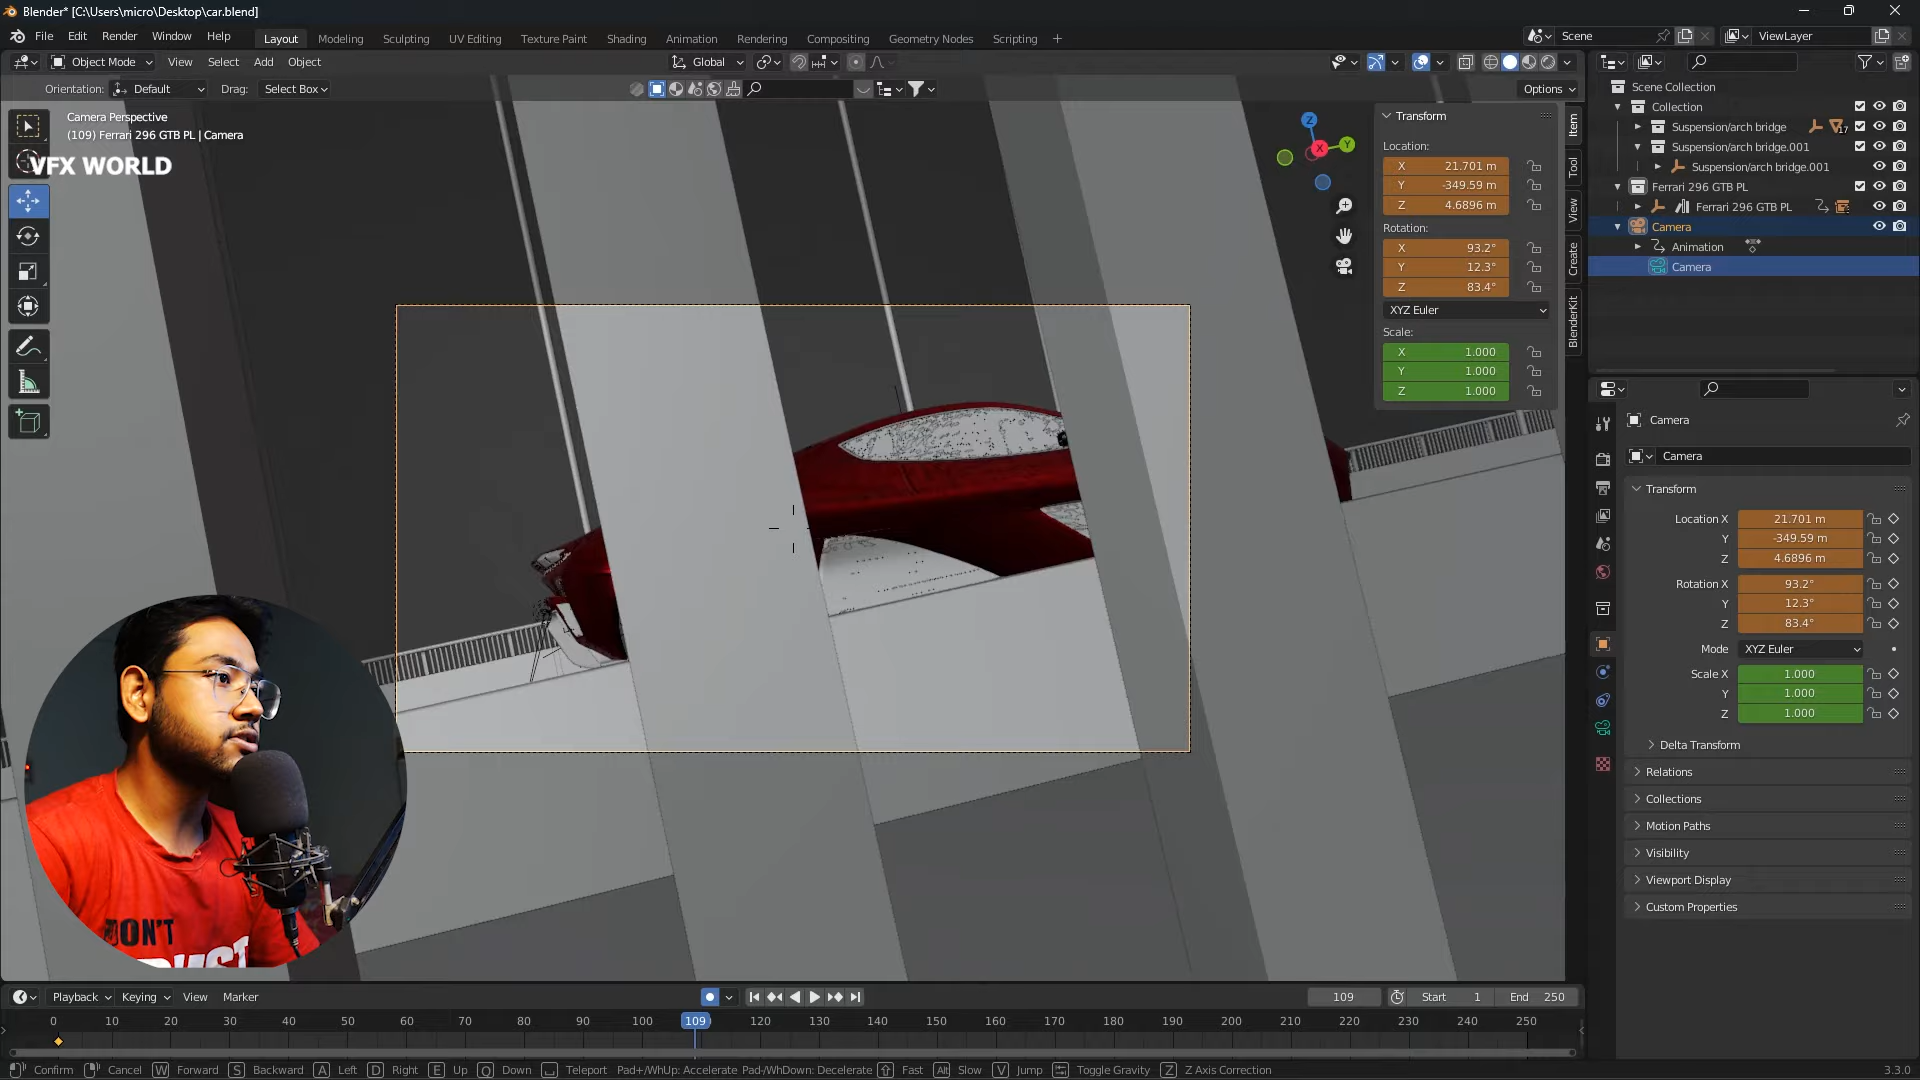 Blender* [C:\Users\micro\Desktop\car.blend]
File Edit Render Window Help
Layout Modeling Sculpting UV Editing Texture Paint Shading Animation Rendering Compositing Geometry Nodes Scripting
Scene
ViewLayer
Object Mode View Select Add Object
Global
Orientation: Default Drag: Select Box
Options
Camera Perspective
(109) Ferrari 296 GTB PL | Camera
VFX WORLD
Z
Y
X
Transform
Location:
X 21.701 m
Y -349.59 m
Z 4.6896 m
Rotation:
X 93.2°
Y 12.3°
Z 83.4°
XYZ Euler
Scale:
X 1.000
Y 1.000
Z 1.000
Item
Tool
View
Create
BlenderKit
Scene Collection
Collection
Suspension/arch bridge
17
Suspension/arch bridge.001
Suspension/arch bridge.001
Ferrari 296 GTB PL
Ferrari 296 GTB PL
Camera
Animation
Camera
Camera
Camera
Transform
Location X 21.701 m
Y -349.59 m
Z 4.6896 m
Rotation X 93.2°
Y 12.3°
Z 83.4°
Mode XYZ Euler
Scale X 1.000
Y 1.000
Z 1.000
Delta Transform
Relations
Collections
Motion Paths
Visibility
Viewport Display
Custom Properties
DON'T
Playback Keying View Marker
109 Start 1 End 250
0 10 20 30 40 50 60 70 80 90 100 109 120 130 140 150 160 170 180 190 200 210 220 230 240 250
Confirm Cancel W Forward S Backward A Left D Right E Up Q Down Teleport Pad+/WhUp: Accelerate Pad-/WhDown: Decelerate Fast Alt Slow V Jump Toggle Gravity Z Z Axis Correction
3.3.0